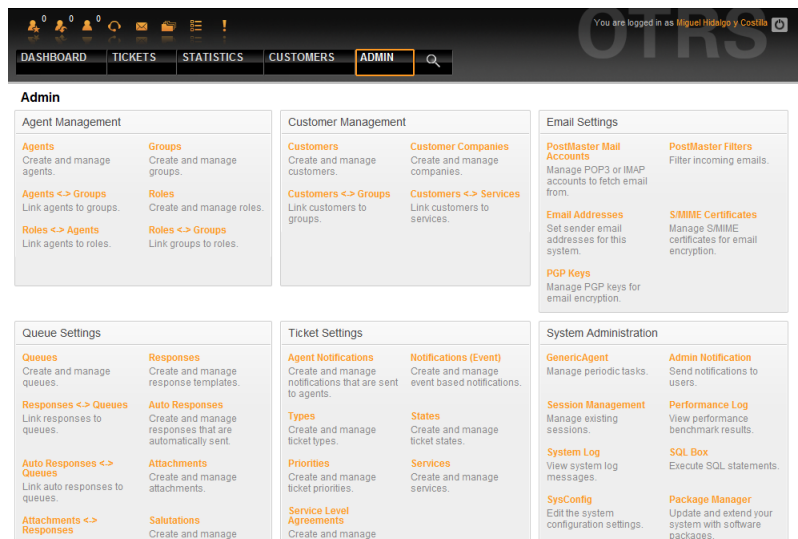 0 0 0
You are logged in as Miguel Hidalgo y Costilla
OTRS
DASHBOARD TICKETS STATISTICS CUSTOMERS ADMIN
Admin
Agent Management
Agents
Create and manage
agents.
Groups
Create and manage
groups.
Agents <-> Groups
Link agents to groups.
Roles
Create and manage roles.
Roles <-> Agents
Link agents to roles.
Roles <-> Groups
Link groups to roles.
Customer Management
Customers
Create and manage
customers.
Customer Companies
Create and manage
companies.
Customers <-> Groups
Link customers to
groups.
Customers <-> Services
Link customers to
services.
Email Settings
PostMaster Mail
Accounts
Manage POP3 or IMAP
accounts to fetch email
from.
PostMaster Filters
Filter incoming emails.
Email Addresses
Set sender email
addresses for this
system.
S/MIME Certificates
Manage S/MIME
certificates for email
encryption.
PGP Keys
Manage PGP keys for
email encryption.
Queue Settings
Queues
Create and manage
queues.
Responses
Create and manage
response templates.
Responses <-> Queues
Link responses to
queues.
Auto Responses
Create and manage
responses that are
automatically sent.
Auto Responses <->
Queues
Link auto responses to
queues.
Attachments
Create and manage
attachments.
Attachments <->
Responses
Salutations
Create and manage
Ticket Settings
Agent Notifications
Create and manage
notifications that are sent
to agents.
Notifications (Event)
Create and manage
event based notifications.
Types
Create and manage
ticket types.
States
Create and manage
ticket states.
Priorities
Create and manage
ticket priorities.
Services
Create and manage
services.
Service Level
Agreements
Create and manage
System Administration
GenericAgent
Manage periodic tasks.
Admin Notification
Send notifications to
users.
Session Management
Manage existing
sessions.
Performance Log
View performance
benchmark results.
System Log
View system log
messages.
SQL Box
Execute SQL statements.
SysConfig
Edit the system
configuration settings.
Package Manager
Update and extend your
system with software
packages.